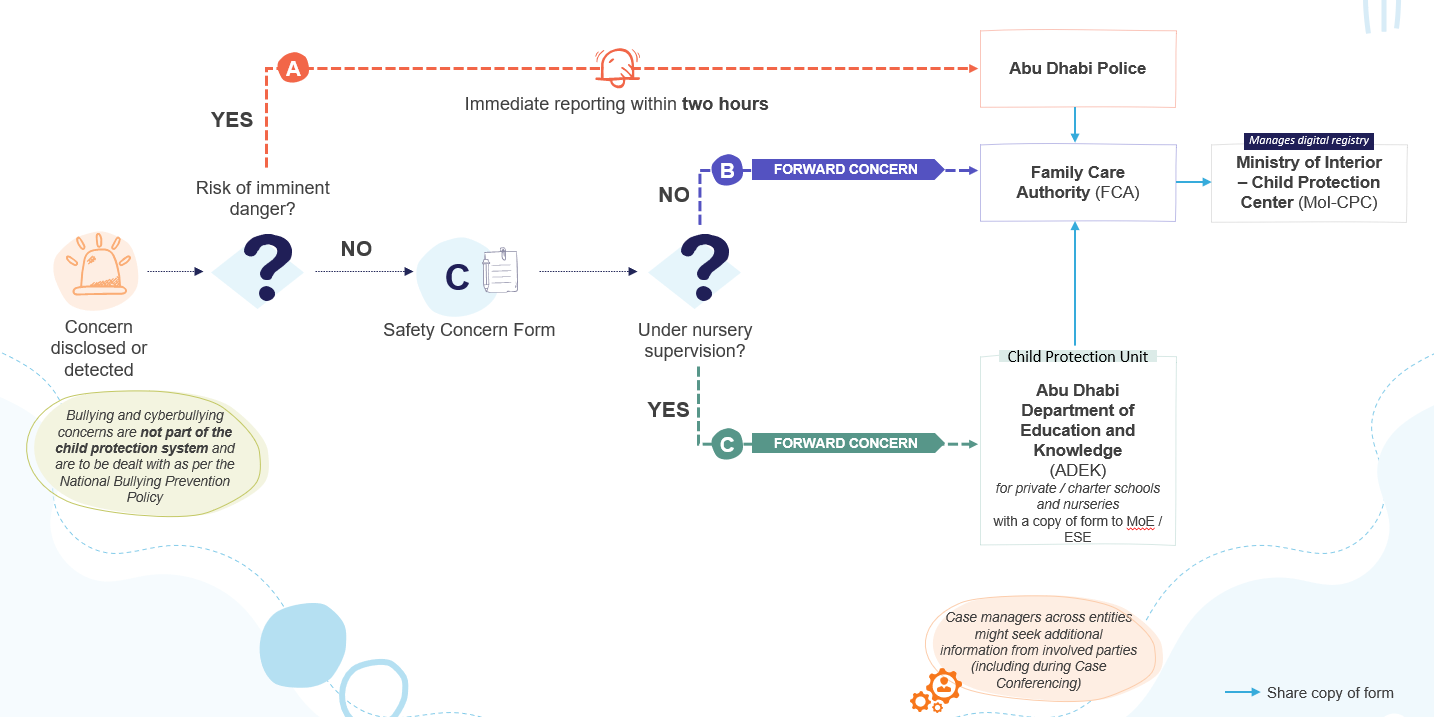 A
Immediate reporting within two hours
YES
Abu Dhabi Police
Risk of imminent
danger?
NO
Concern
disclosed or
detected
Bullying and cyberbullying
concerns are not part of the
child protection system and
are to be dealt with as per the
National Bullying Prevention
Policy
C
Safety Concern Form
Under nursery
supervision?
NO
B
FORWARD CONCERN
Family Care
Authority (FCA)
Manages digital registry
Ministry of Interior
– Child Protection
Center (MoI-CPC)
YES
C
FORWARD CONCERN
Child Protection Unit
Abu Dhabi
Department of
Education and
Knowledge
(ADEK)
for private / charter schools
and nurseries
with a copy of form to MoE /
ESE
Case managers across entities
might seek additional
information from involved parties
(including during Case
Conferencing)
Share copy of form